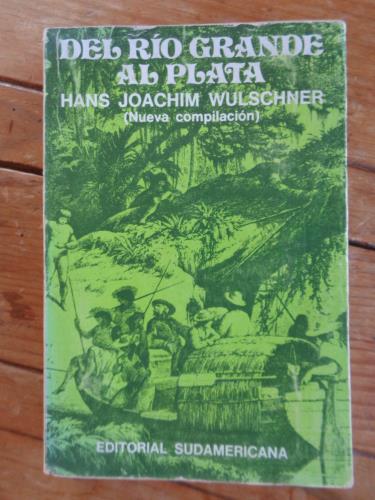 DEL RÍO GRANDE
AL PLATA
HANS JOACHIM WULSCHNER
(Nueva compilación)
EDITORIAL SUDAMERICANA